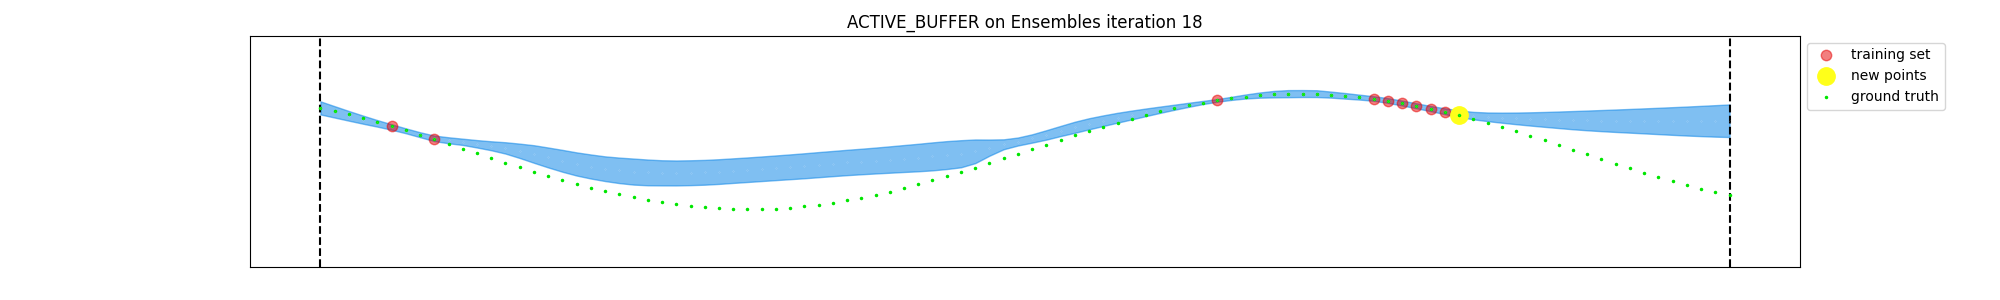 ACTIVE_BUFFER on Ensembles iteration 18
training set
new points
ground truth